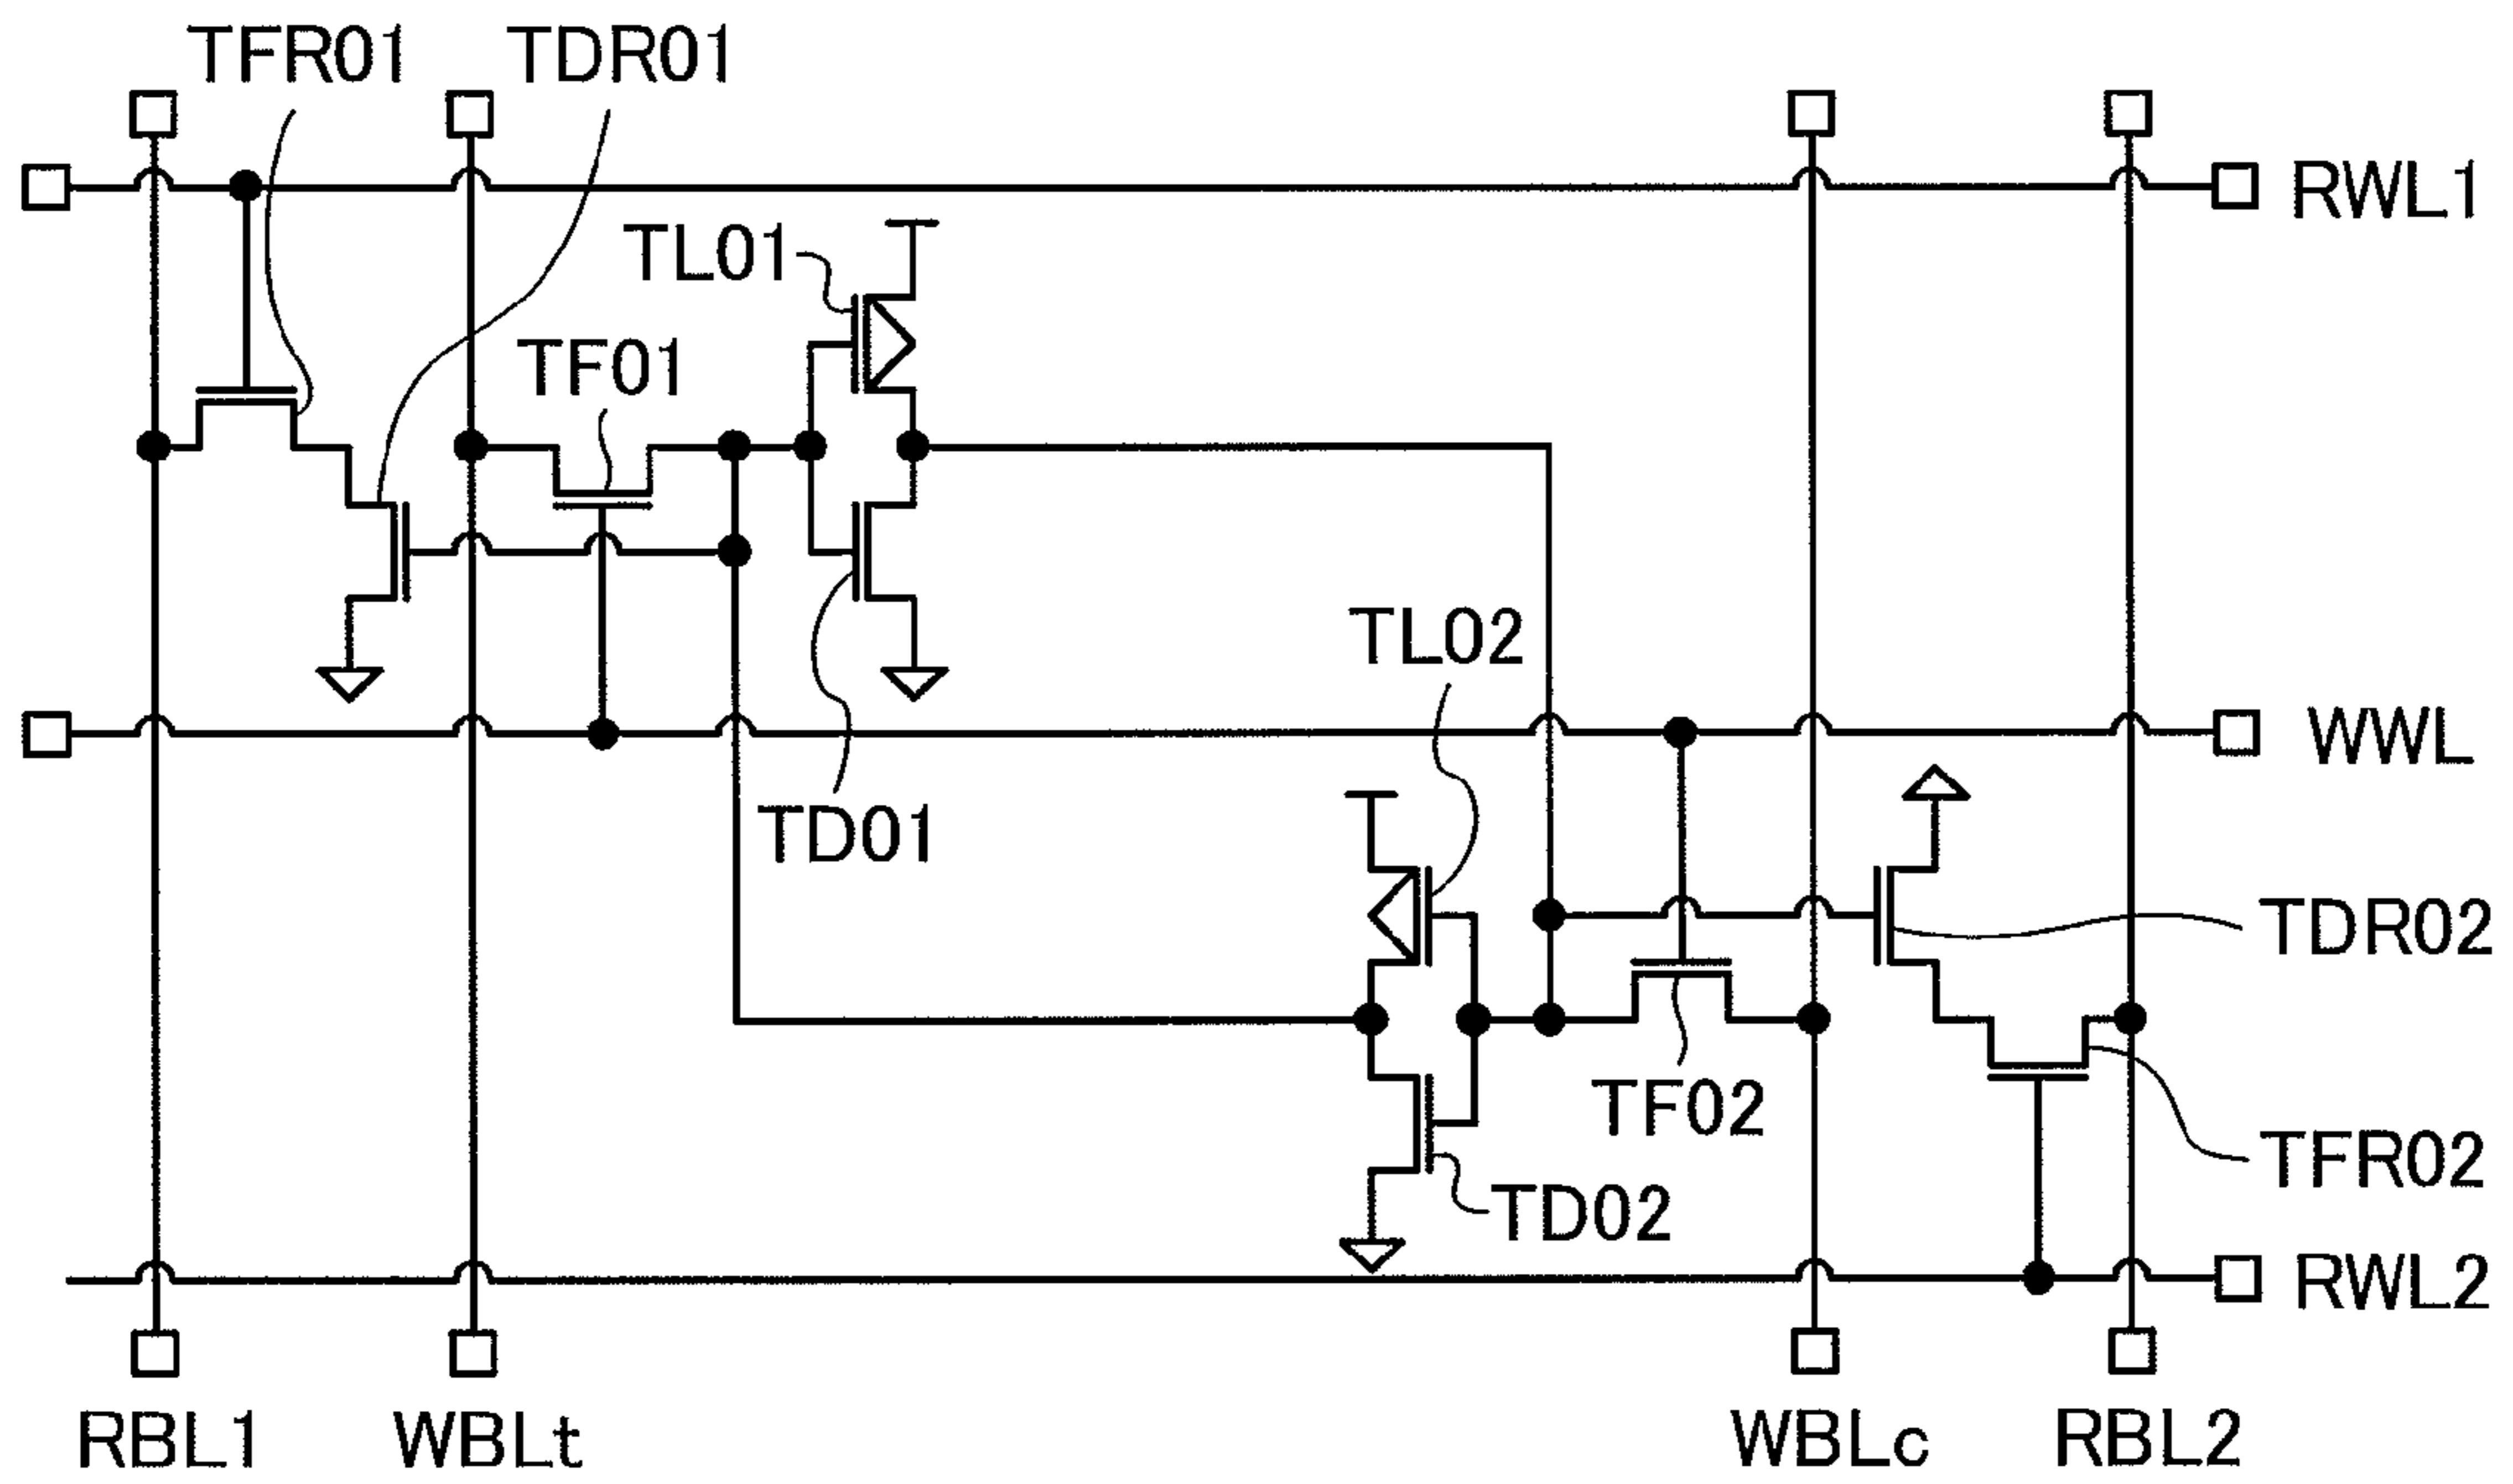 TFR01 TDR01
RWL1
TL01
TF01
TL02
WWL
TD01
TDR02
TF02
TFR02
TD02
RWL2
RBL1 WBLt WBLc RBL2